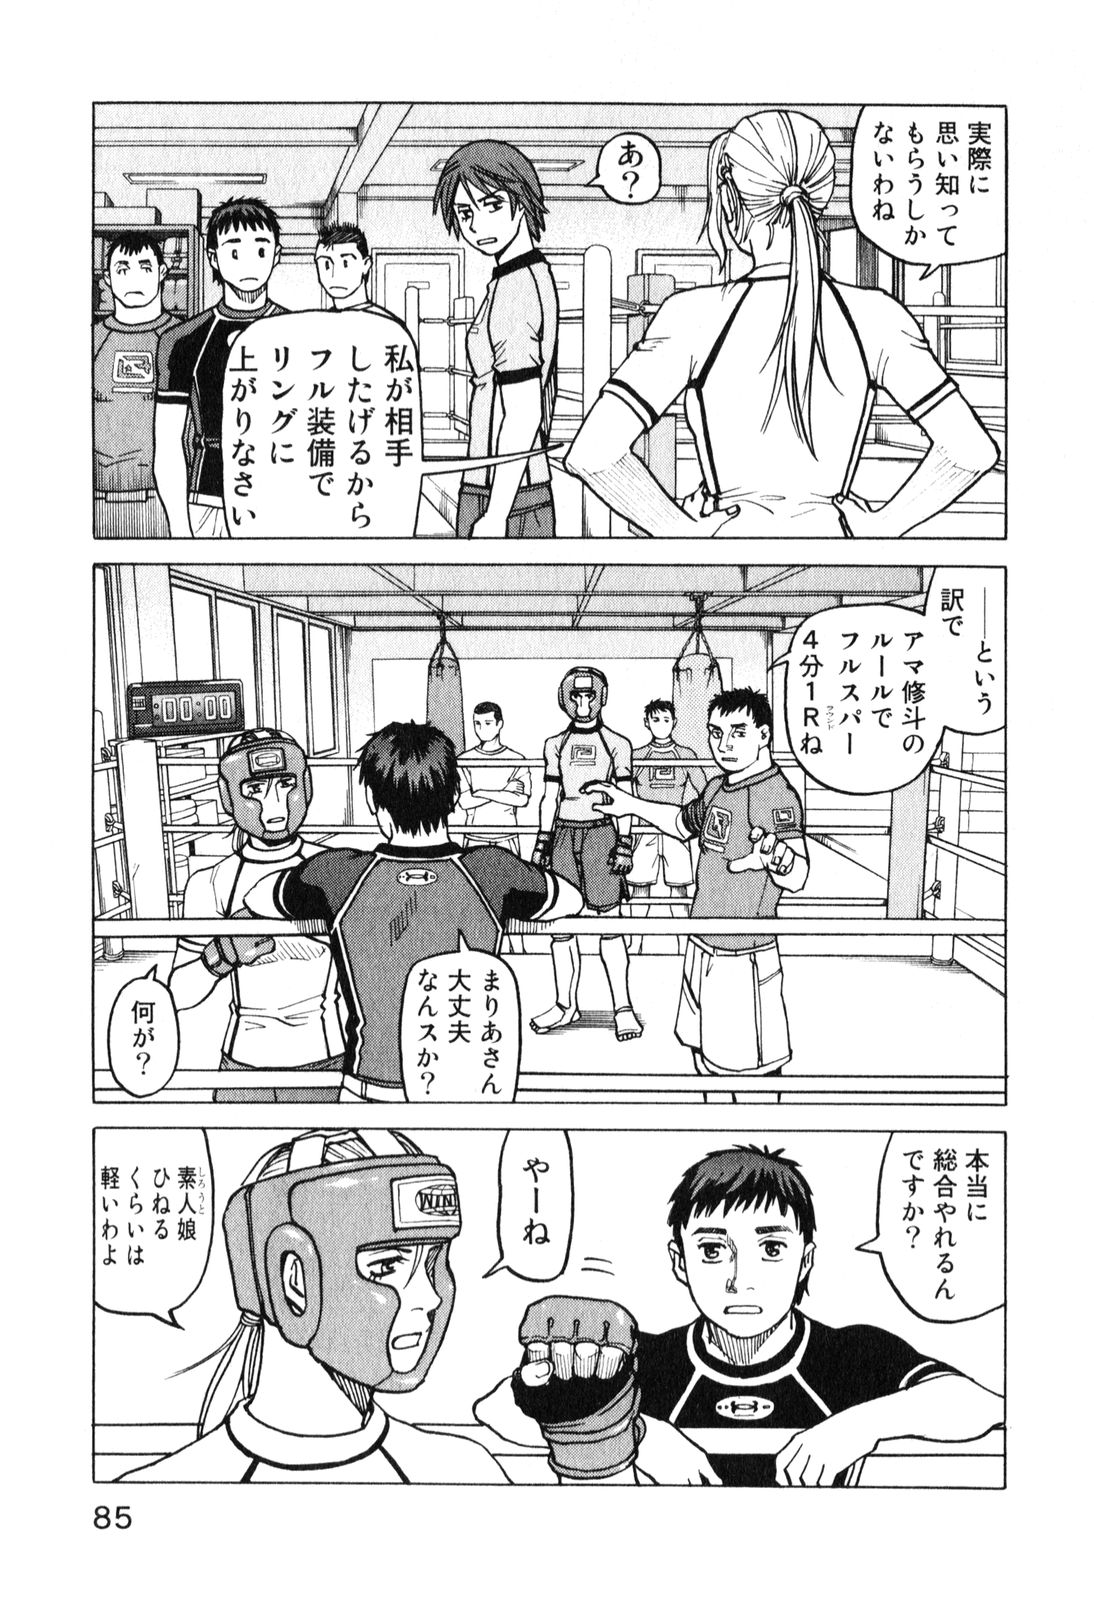 実際に
思い知って
もらうしか
ないわね
あ?
私が相手
したげるから
フル装備で
リングに
上がりなさい
──という
訳で
アマ修斗の
ルールで
フルスパー
4分1Rね
ラウンド
00:00
まりあさん
大丈夫
なんスか?
何が?
本当に
総合やれるん
ですか?
やーね
素人娘
しろうと
ひねる
くらいは
軽いわよ
WIN
85